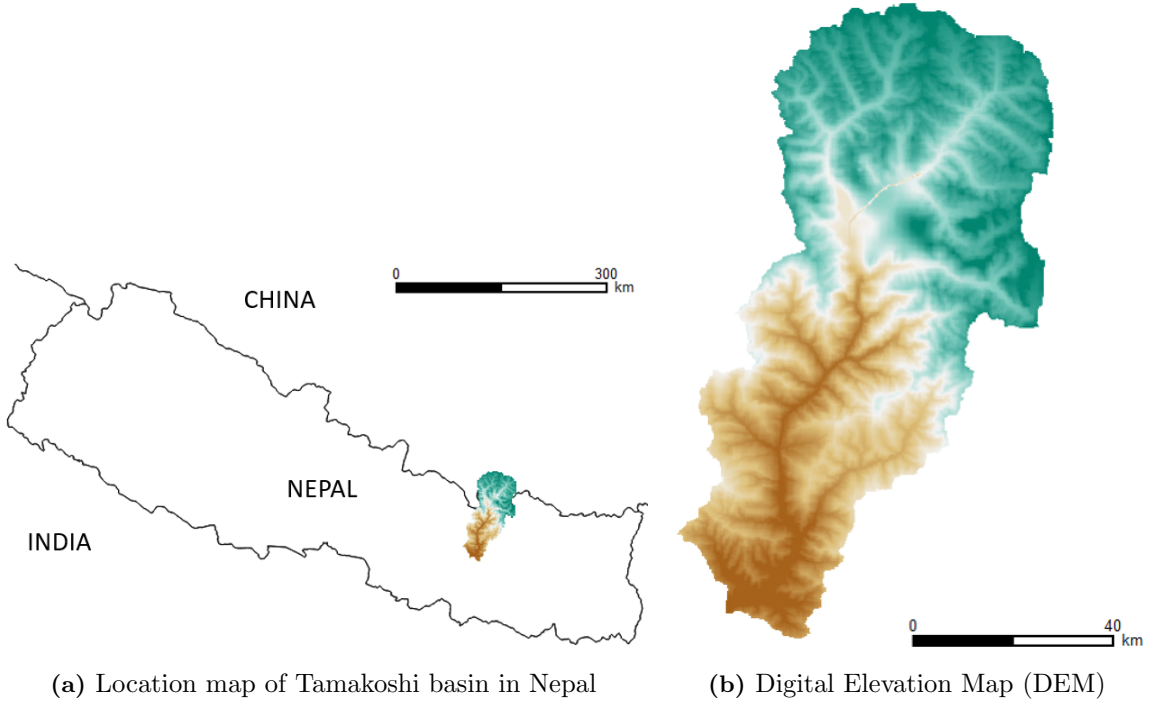 0 300
km
CHINA
NEPAL
INDIA
0 40
km
(a) Location map of Tamakoshi basin in Nepal
(b) Digital Elevation Map (DEM)